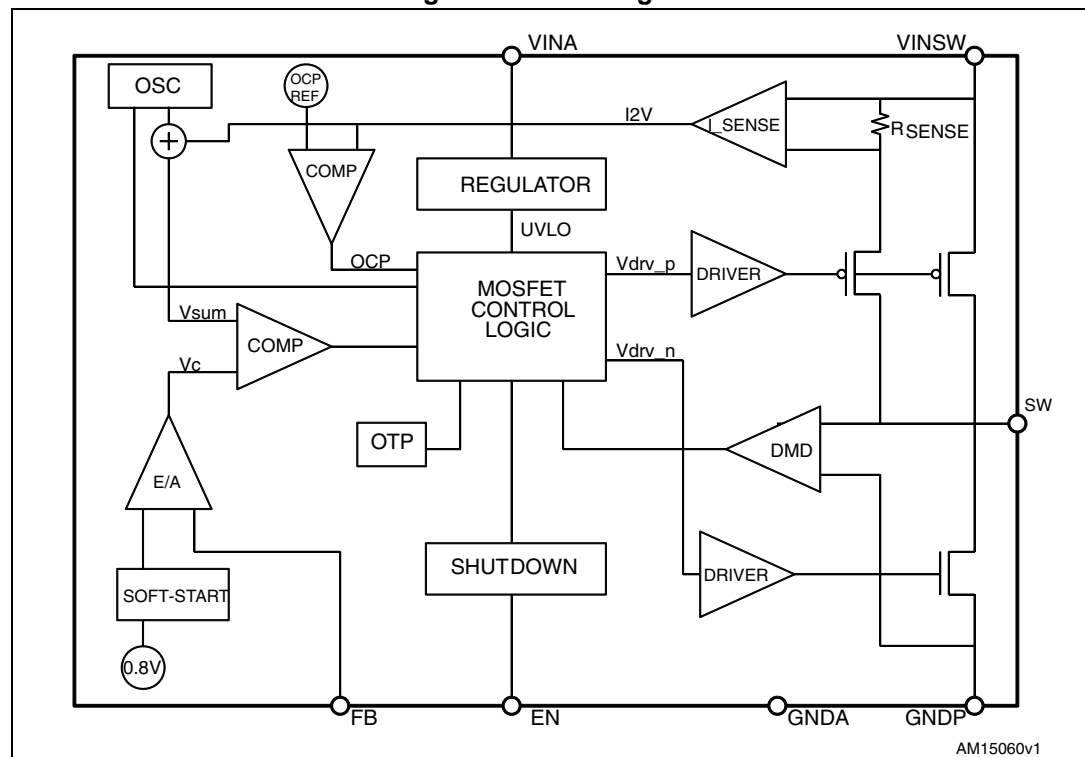 VINA
VINSW
OSC
OCP
REF
I2V
I_SENSE
RSENSE
+
COMP
REGULATOR
UVLO
OCP
Vdrv_p
DRIVER
MOSFET
CONTROL
LOGIC
Vsum
COMP
Vdrv_n
Vc
SW
OTP
DMD
E/A
SHUTDOWN
DRIVER
SOFT-START
0.8V
FB
EN
GNDA
GNDP
AM15060v1